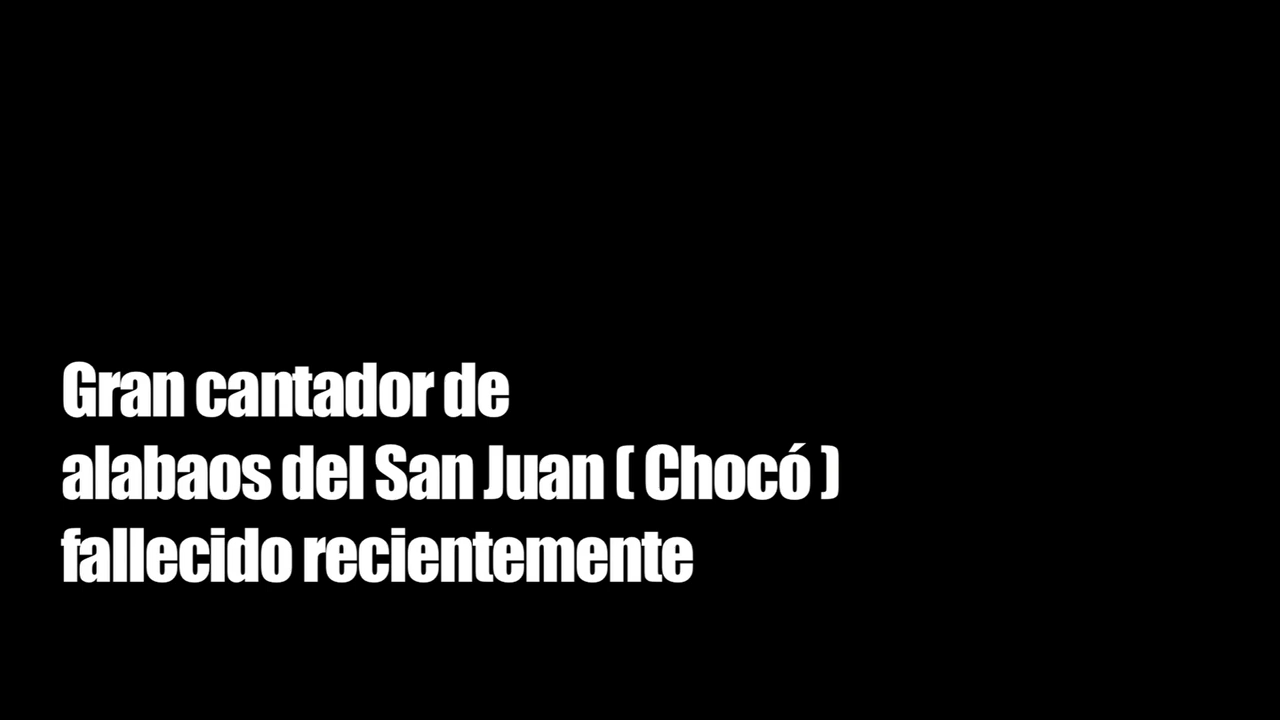 Gran cantador de
alabaos del San Juan ( Chocó )
fallecido recientemente